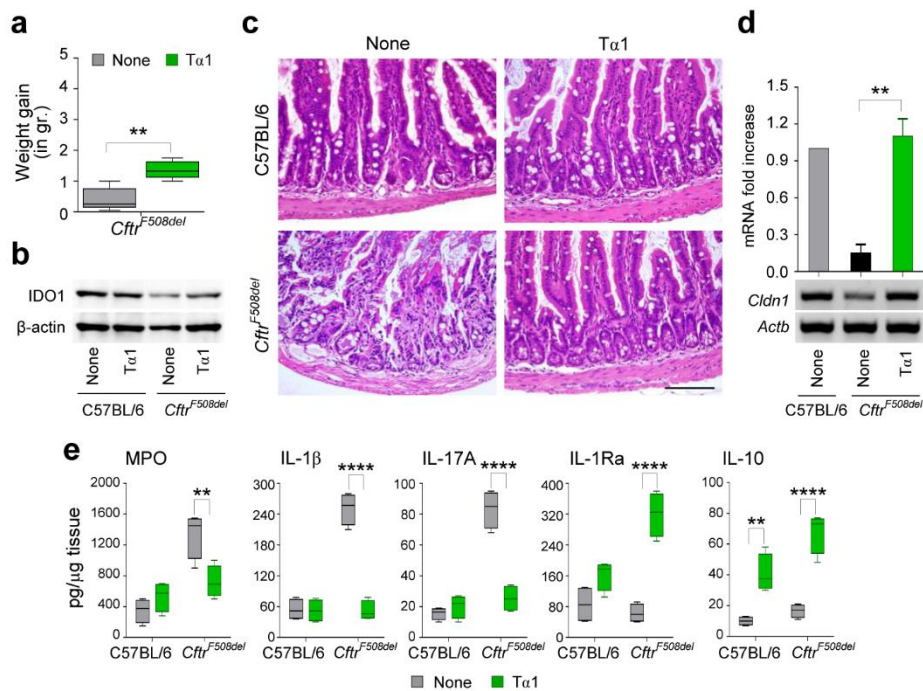 a
None
Tα1
5
4
3
2
1
0
Weight gain
(in gr.)
**
Cftr^F508del
b
IDO1
β-actin
None
Tα1
None
Tα1
C57BL/6
Cftr^F508del
c
None
Tα1
C57BL/6
Cftr^F508del
d
mRNA fold increase
1.5
1.2
0.9
0.6
0.3
0.0
**
Cldn1
Actb
None
None
Tα1
C57BL/6
Cftr^F508del
e
pg/μg tissue
MPO
2000
1600
1200
800
400
0
**
C57BL/6
Cftr^F508del
IL-1β
300
240
180
120
60
0
****
C57BL/6
Cftr^F508del
IL-17A
100
80
60
40
20
0
****
C57BL/6
Cftr^F508del
IL-1Ra
400
320
240
160
80
0
****
C57BL/6
Cftr^F508del
IL-10
100
80
60
40
20
0
**
****
C57BL/6
Cftr^F508del
None
Tα1